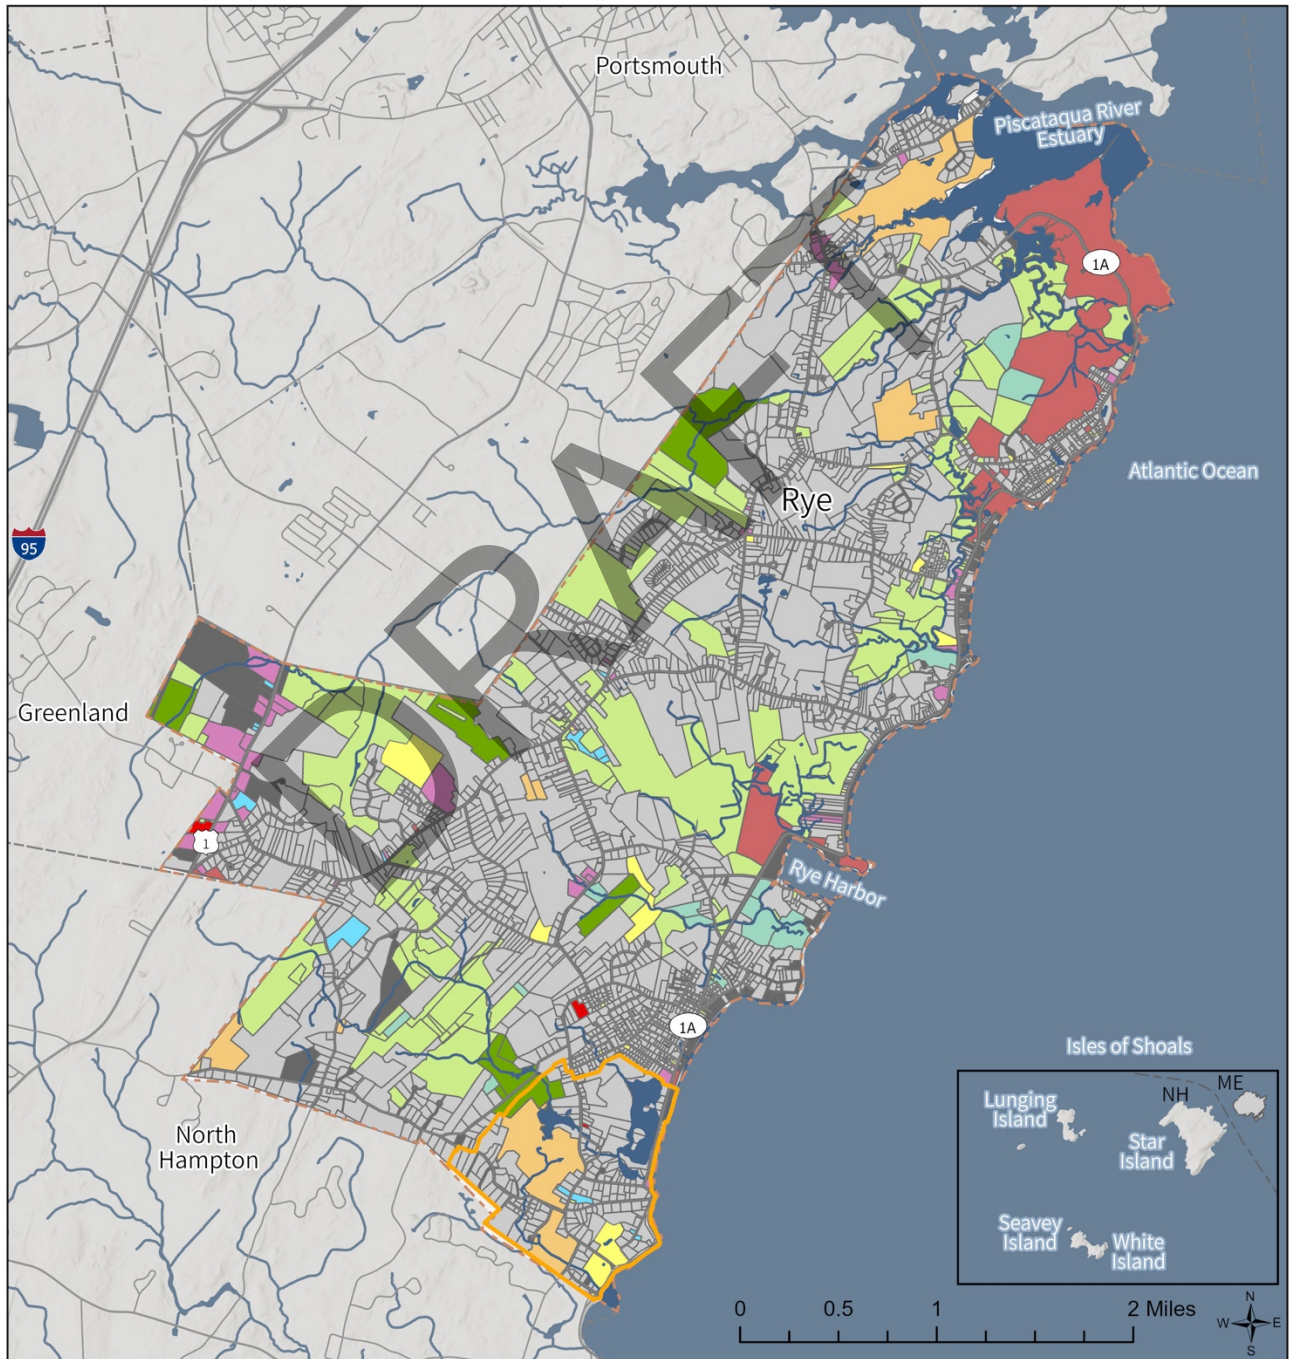 Portsmouth
Piscataqua River
Estuary
1A
Atlantic Ocean
Rye
95
Greenland
1
Rye Harbor
1A
Isles of Shoals
North
Hampton
Lunging
Island
NH
ME
Star
Island
Seavey
Island
White
Island
0 0.5 1 2 Miles
N
W E
S
DRAFT